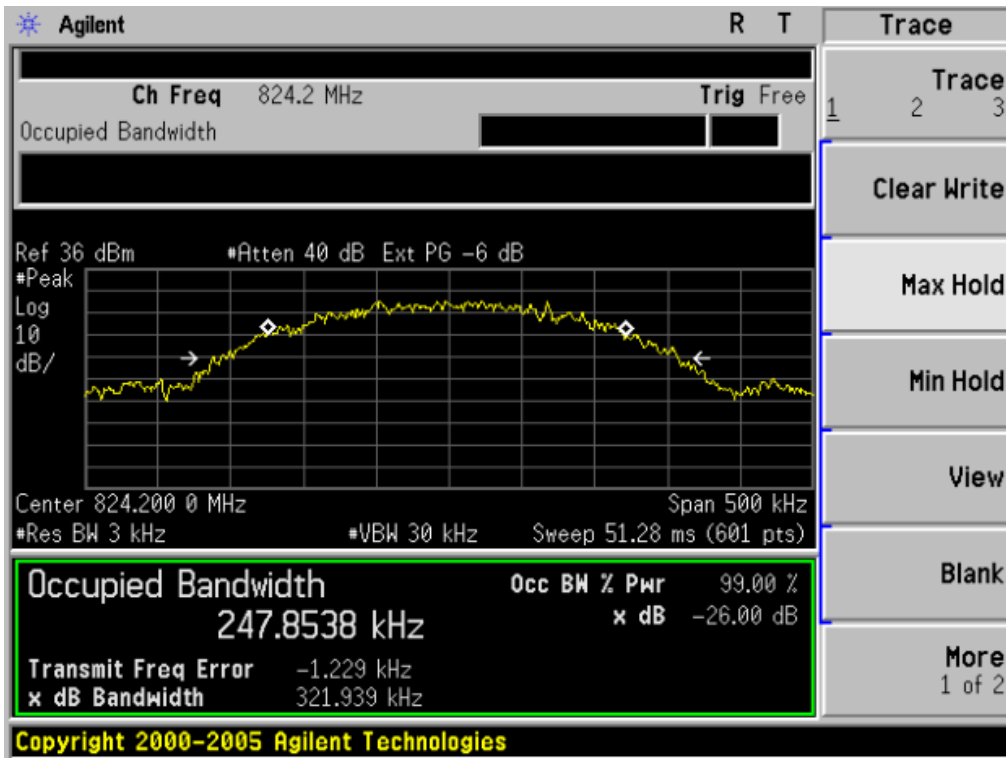 Agilent R T Trace
Ch Freq 824.2 MHz Trig Free
Occupied Bandwidth
Trace
1 2 3
Clear Write
Max Hold
Min Hold
View
Blank
More
1 of 2
Ref 36 dBm #Atten 40 dB Ext PG -6 dB
#Peak
Log
10
dB/
Center 824.200 0 MHz Span 500 kHz
#Res BW 3 kHz #VBW 30 kHz Sweep 51.28 ms (601 pts)
Occupied Bandwidth Occ BW % Pwr 99.00 %
247.8538 kHz x dB -26.00 dB
Transmit Freq Error -1.229 kHz
x dB Bandwidth 321.939 kHz
Copyright 2000-2005 Agilent Technologies